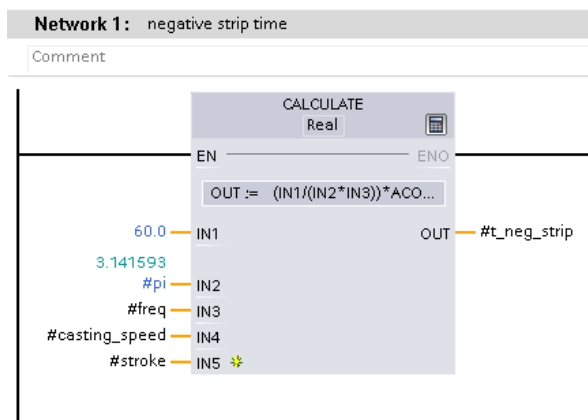 Network 1: negative strip time
Comment
CALCULATE
Real
EN ENO
OUT := (IN1/(IN2*IN3))*ACO...
60.0 IN1 OUT #t_neg_strip
3.141593
#pi IN2
#freq IN3
#casting_speed IN4
#stroke IN5